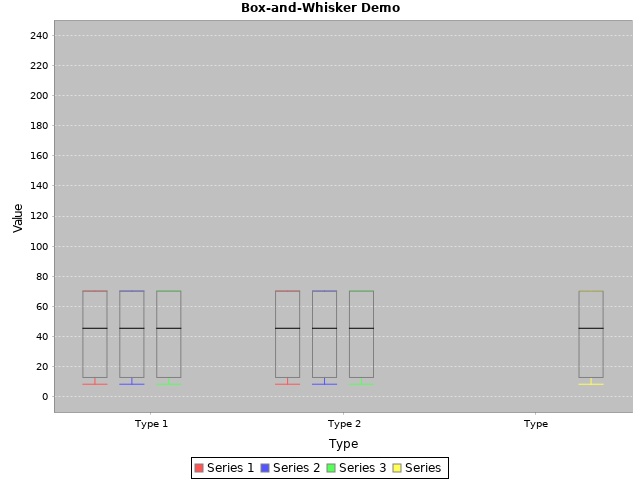 Box-and-Whisker Demo
240
220
200
180
160
140
120
100
80
60
40
20
0
Value
Type 1 Type 2 Type
Type
Series 1 Series 2 Series 3 Series